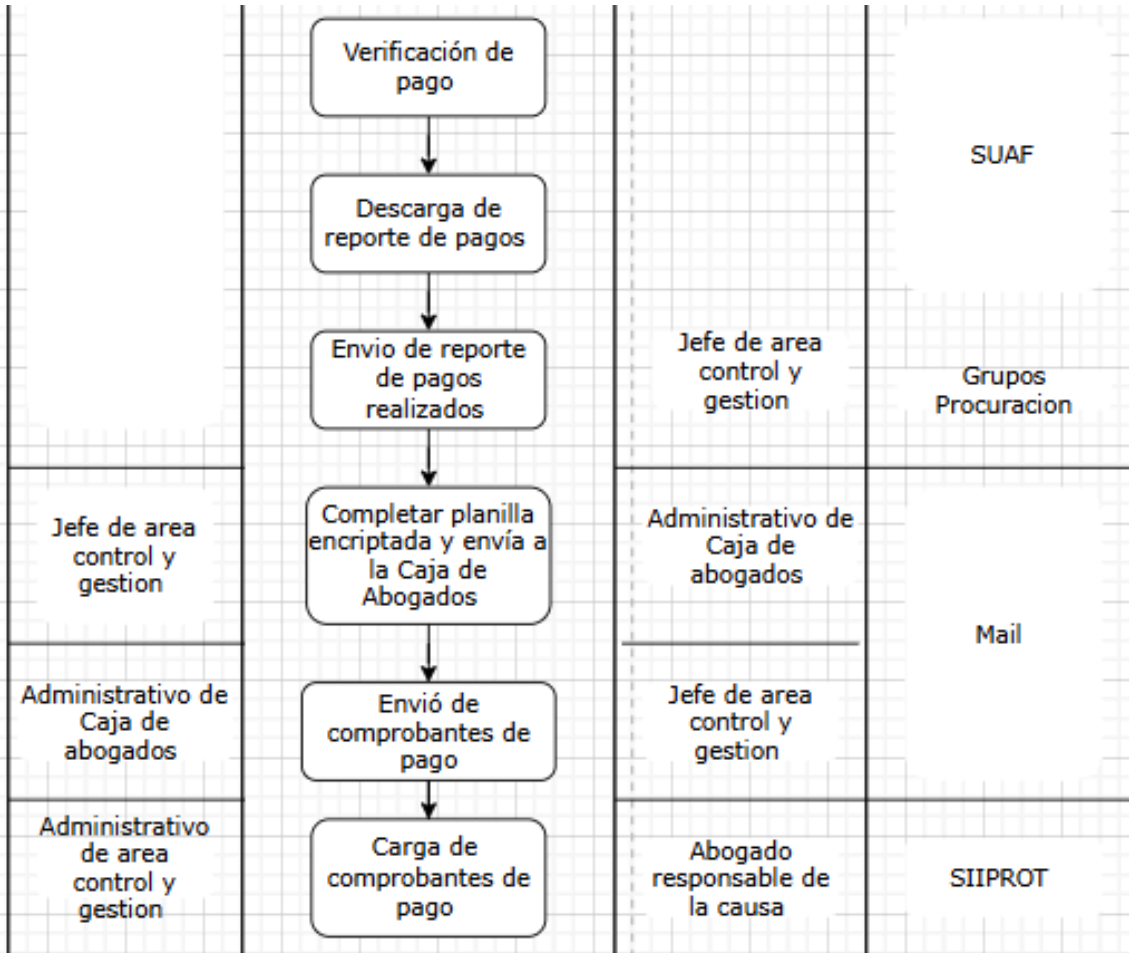 Verificación de
pago
SUAF
Descarga de
reporte de pagos
Envio de reporte
de pagos
realizados
Jefe de area
control y
gestion
Grupos
Procuracion
Jefe de area
control y
gestion
Completar planilla
encriptada y envía a
la Caja de
Abogados
Administrativo de
Caja de
abogados
Mail
Administrativo de
Caja de
abogados
Envió de
comprobantes de
pago
Jefe de area
control y
gestion
Administrativo
de area
control y
gestion
Carga de
comprobantes de
pago
Abogado
responsable de
la causa
SIIPROT